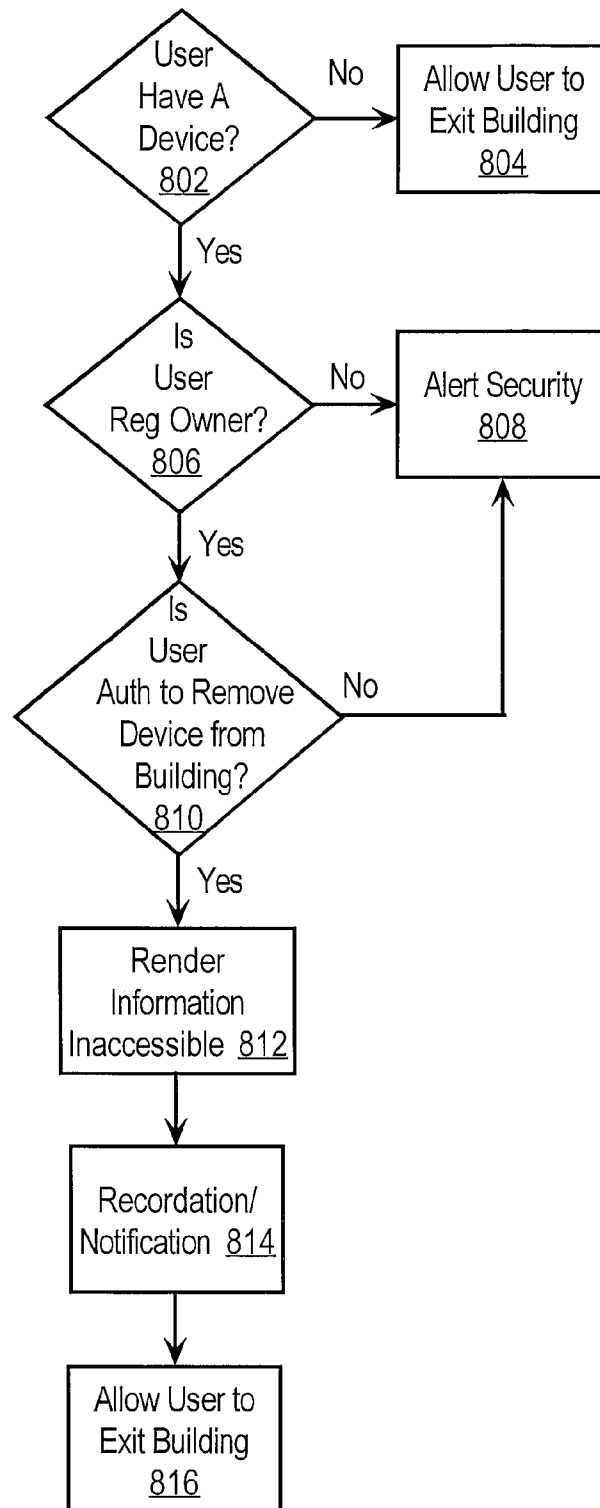 User
Have A
Device?
802
No
Allow User to
Exit Building
804
Yes
Is
User
Reg Owner?
806
No
Alert Security
808
Yes
Is
User
Auth to Remove
Device from
Building?
810
No
Yes
Render
Information
Inaccessible 812
Recordation/
Notification 814
Allow User to
Exit Building
816